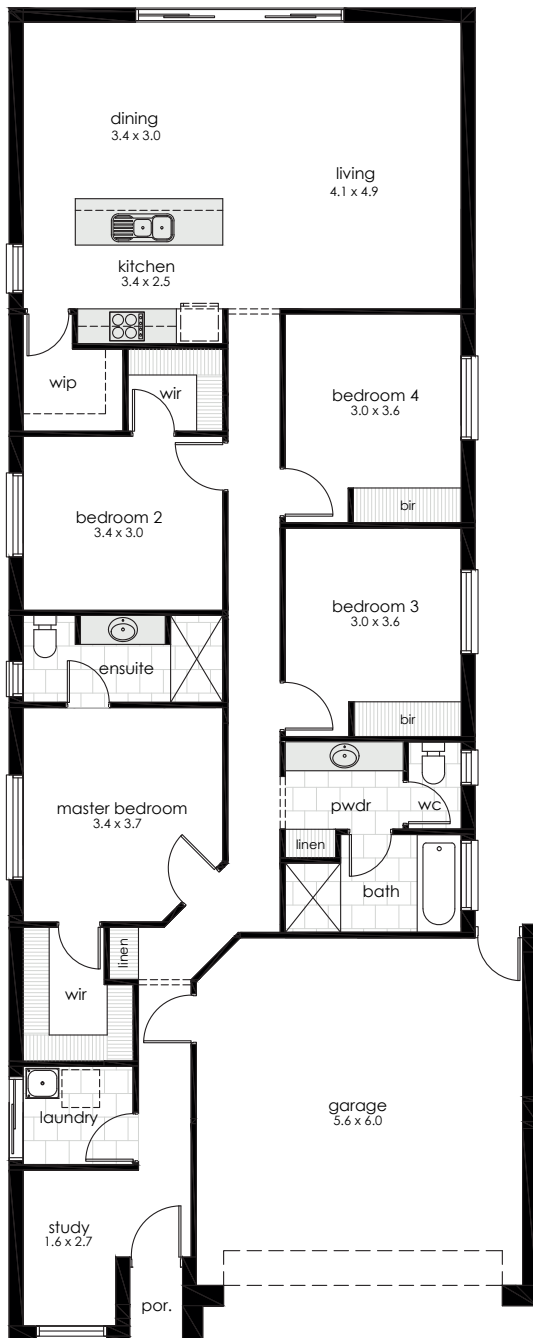 dining
3.4 x 3.0
living
4.1 x 4.9
kitchen
3.4 x 2.5
wip
wir
bedroom 4
3.0 x 3.6
bir
bedroom 2
3.4 x 3.0
bedroom 3
3.0 x 3.6
bir
ensuite
master bedroom
3.4 x 3.7
pwdr
wc
linen
bath
linen
wir
laundry
garage
5.6 x 6.0
study
1.6 x 2.7
por.